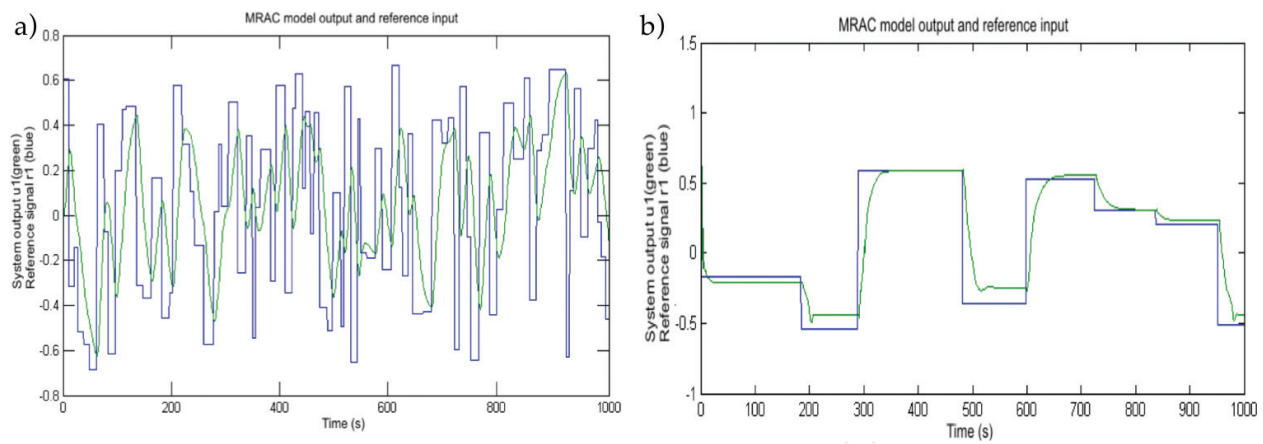 a)
MRAC model output and reference input
System output u1(green)
Reference signal r1 (blue)
0.8
0.6
0.4
0.2
0
-0.2
-0.4
-0.6
-0.8
0 200 400 600 800 1000
Time (s)
b)
MRAC model output and reference input
System output u1(green)
Reference signal r1 (blue)
1.5
1
0.5
0
-0.5
-1
0 100 200 300 400 500 600 700 800 900 1000
Time (s)